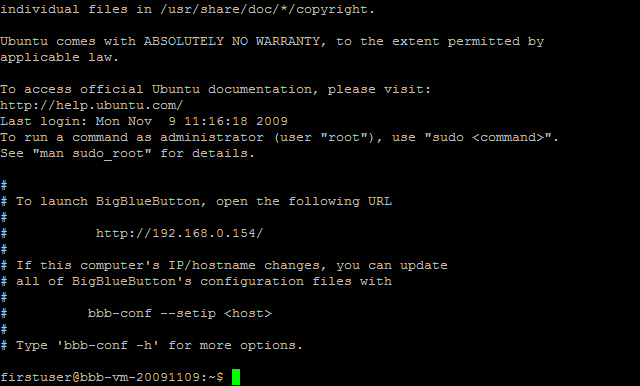 individual files in /usr/share/doc/*/copyright.
Ubuntu comes with ABSOLUTELY NO WARRANTY, to the extent permitted by
applicable law.
To access official Ubuntu documentation, please visit:
http://help.ubuntu.com/
Last login: Mon Nov  9 11:16:18 2009
To run a command as administrator (user "root"), use "sudo <command>".
See "man sudo_root" for details.
#
# To launch BigBlueButton, open the following URL
#
#           http://192.168.0.154/
#
# If this computer's IP/hostname changes, you can update
# all of BigBlueButton's configuration files with
#
#          bbb-conf --setip <host>
#
# Type 'bbb-conf -h' for more options.
firstuser@bbb-vm-20091109:~$